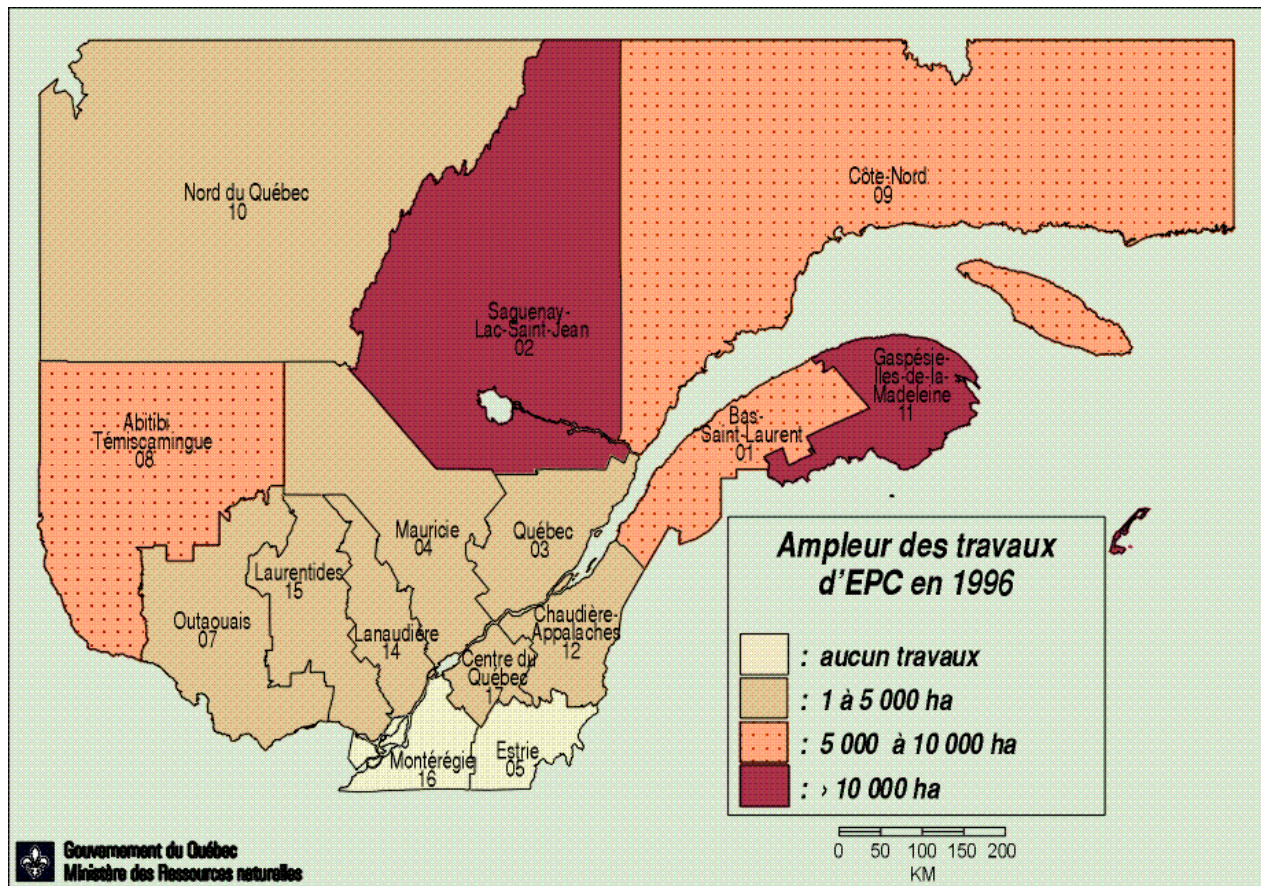 Nord du Québec
10
Côte-Nord
09
Saguenay-
Lac-Saint-Jean
02
Gaspésie-
Iles-de-la-
Madeleine
11
Abitibi
Témiscamingue
08
Bas-
Saint-Laurent
01
Mauricie
04
Québec
03
Laurentides
15
Outaouais
07
Lanaudière
14
Chaudière-
Appalaches
12
Centre du
Québec
17
Montérégie
16
Estrie
05
Ampleur des travaux
d'EPC en 1996
: aucun travaux
: 1 à 5 000 ha
: 5 000 à 10 000 ha
: › 10 000 ha
0 50 100 150 200
KM
Gouvernement du Québec
Ministère des Ressources naturelles